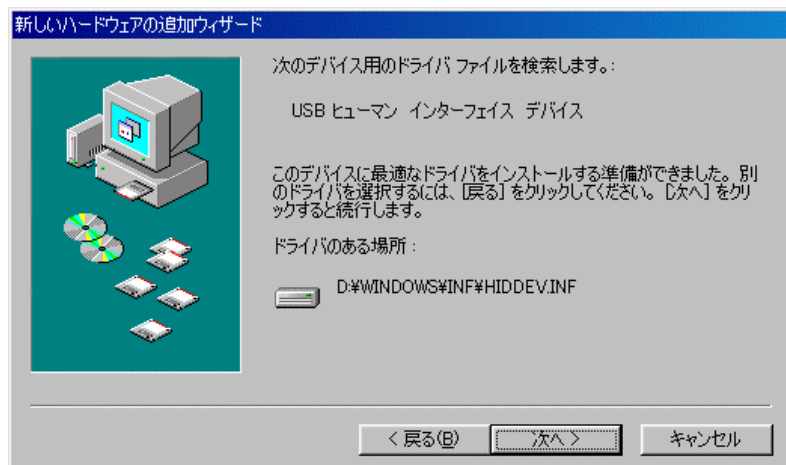 新しいハードウェアの追加ウィザード
次のデバイス用のドライバ ファイルを検索します。:
USB ヒューマン インターフェイス デバイス
このデバイスに最適なドライバをインストールする準備ができました。別
のドライバを選択するには、[戻る] をクリックしてください。[次へ] をクリ
ックすると続行します。
ドライバのある場所 :
D:¥WINDOWS¥INF¥HIDDEV.INF
< 戻る(B)
次へ >
キャンセル